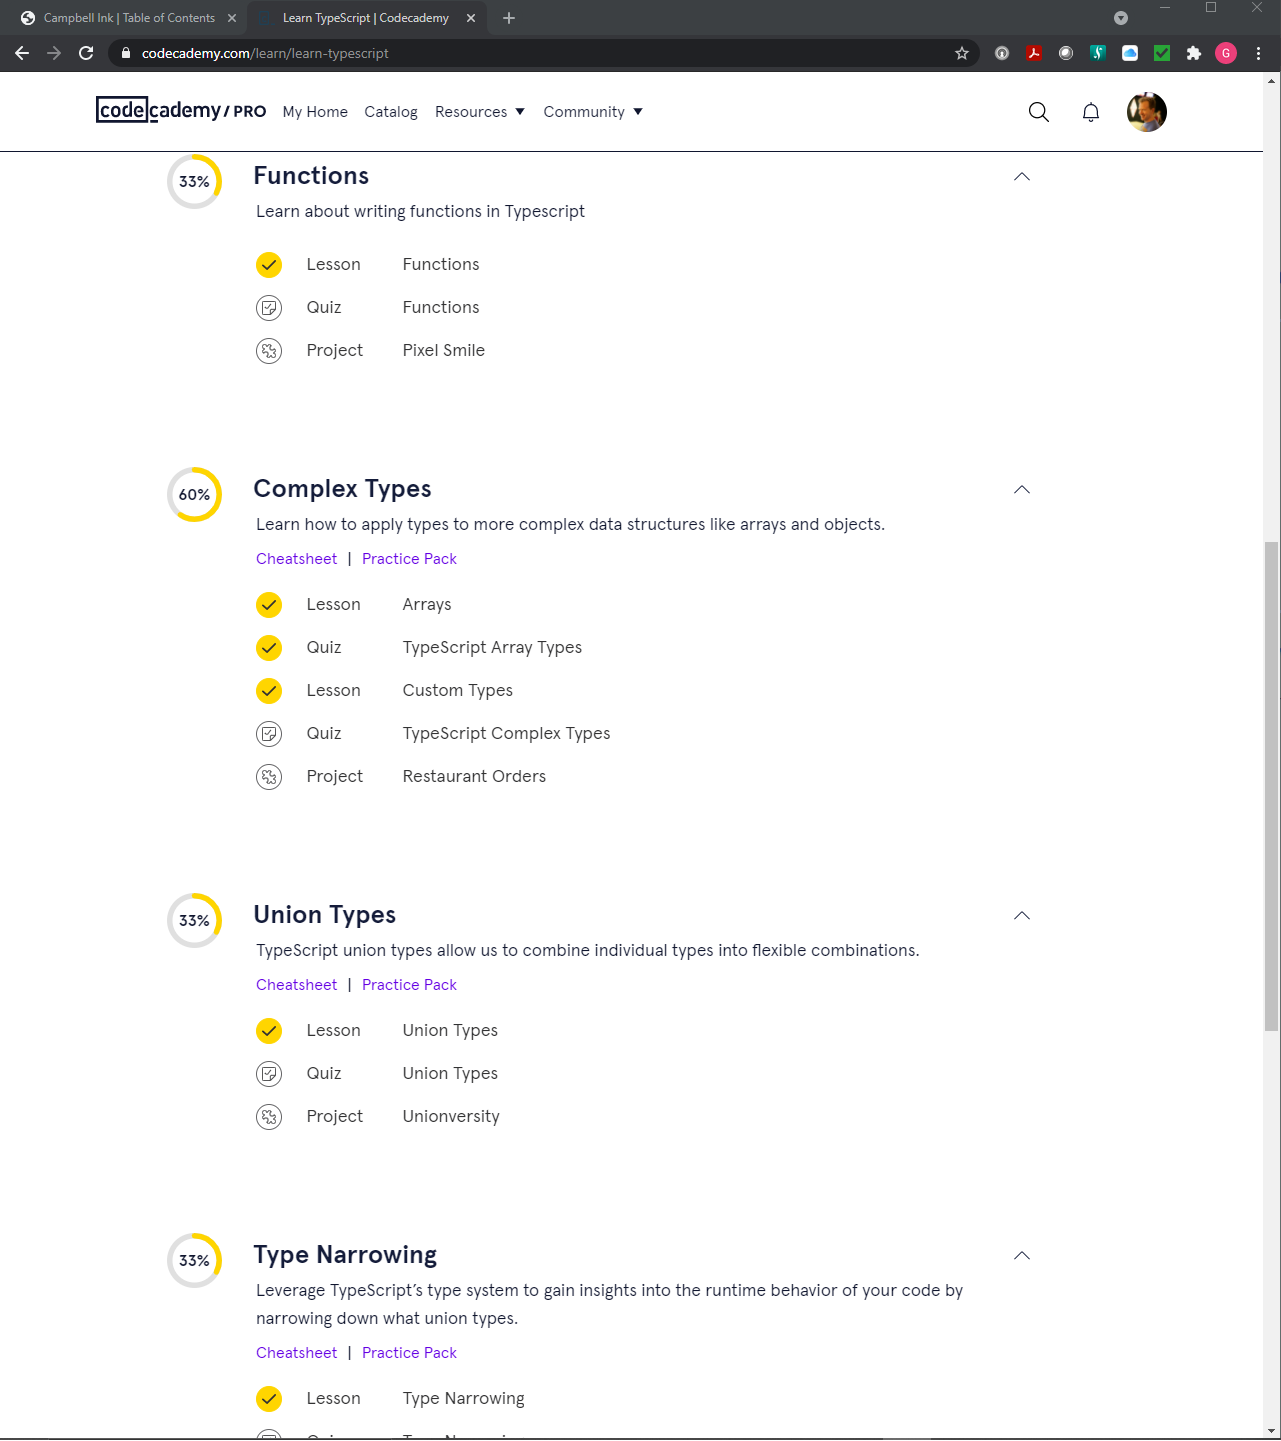 Campbell Ink | Table of Contents
Learn TypeScript | Codecademy
codecademy.com/learn/learn-typescript
G
codecademy / PRO My Home Catalog Resources Community
33% Functions
Learn about writing functions in Typescript
Lesson Functions
Quiz Functions
Project Pixel Smile
60% Complex Types
Learn how to apply types to more complex data structures like arrays and objects.
Cheatsheet | Practice Pack
Lesson Arrays
Quiz TypeScript Array Types
Lesson Custom Types
Quiz TypeScript Complex Types
Project Restaurant Orders
33% Union Types
TypeScript union types allow us to combine individual types into flexible combinations.
Cheatsheet | Practice Pack
Lesson Union Types
Quiz Union Types
Project Unionversity
33% Type Narrowing
Leverage TypeScript’s type system to gain insights into the runtime behavior of your code by
narrowing down what union types.
Cheatsheet | Practice Pack
Lesson Type Narrowing